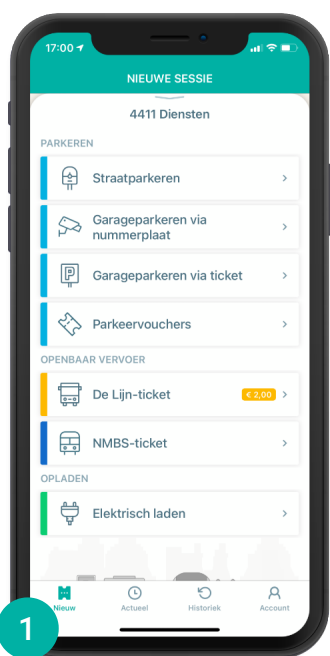 17:00
NIEUWE SESSIE
4411 Diensten
PARKEREN
Straatparkeren
Garageparkeren via
nummerplaat
P
Garageparkeren via ticket
Parkeervouchers
OPENBAAR VERVOER
De Lijn-ticket
€ 2,00
NMBS-ticket
OPLADEN
Elektrisch laden
Nieuw
Actueel
Historiek
Account
1